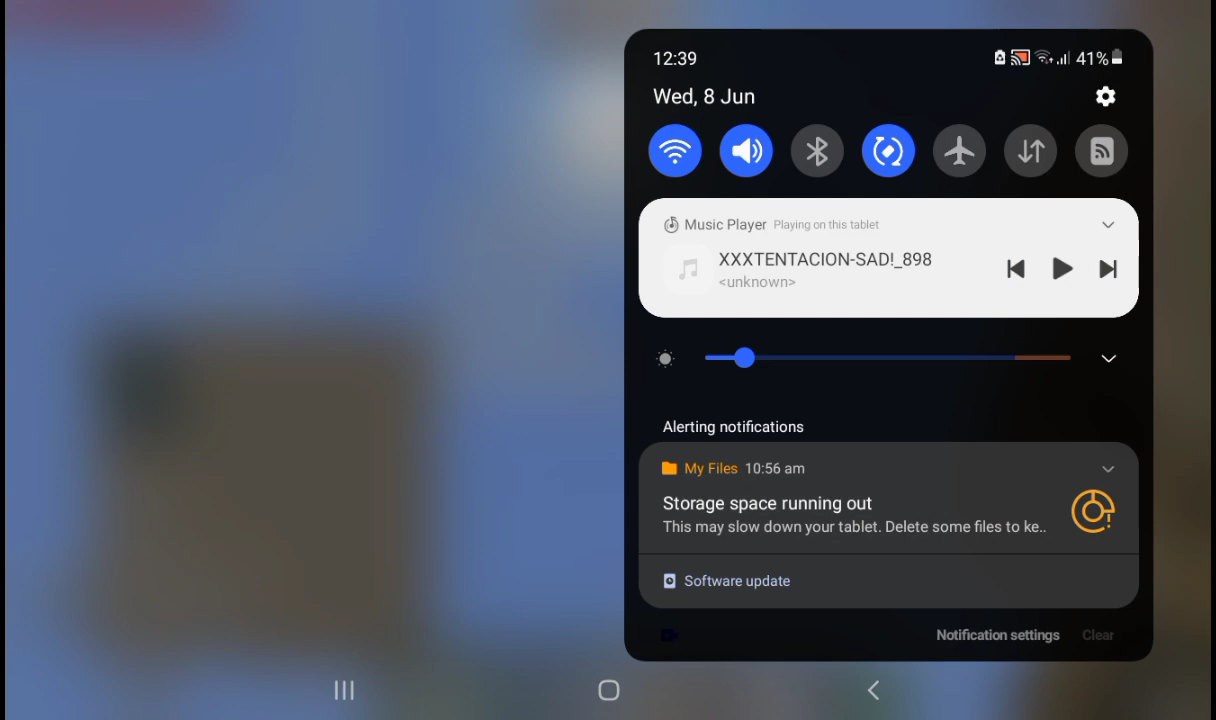 12:39
41%
Wed, 8 Jun
Music Player Playing on this tablet
XXXTENTACION-SAD!_898
<unknown>
Alerting notifications
My Files 10:56 am
Storage space running out
This may slow down your tablet. Delete some files to ke..
Software update
Notification settings Clear